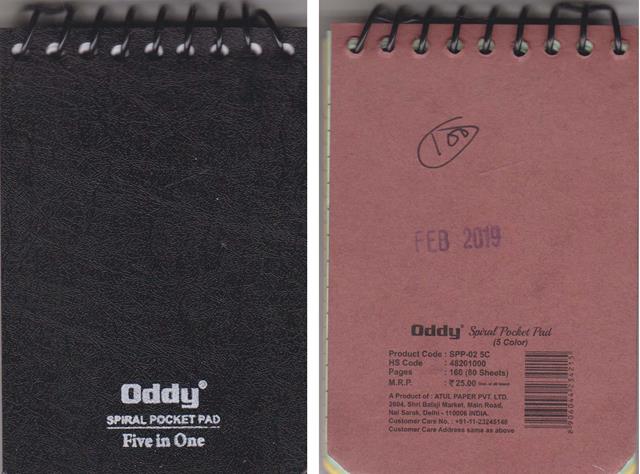 Oddy®
SPIRAL POCKET PAD
Five in One
100
FEB 2019
Oddy® Spiral Pocket Pad
(5 Color)
Product Code : SPP-02 5C
HS Code : 48201000
Pages : 160 (80 Sheets)
M.R.P. : ₹ 25.00
A Product of : ATUL PAPER PVT. LTD.
2604, Shri Balaji Market, Main Road,
Nai Sarak, Delhi - 110006 INDIA.
Customer Care No. : +91-11-23245148
Customer Care Address same as above